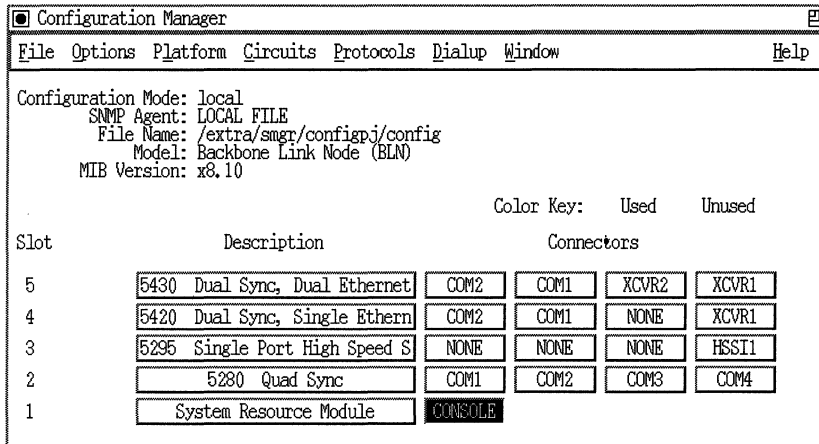 Configuration Manager
File Options Platform Circuits Protocols Dialup Window Help
Configuration Mode: local
SNMP Agent: LOCAL FILE
File Name: /extra/smgr/configpj/config
Model: Backbone Link Node (BLN)
MIB Version: x8.10
Color Key: Used Unused
Slot Description Connectors
5 5430 Dual Sync, Dual Ethernet COM2 COM1 XCVR2 XCVR1
4 5420 Dual Sync, Single Ethern COM2 COM1 NONE XCVR1
3 5295 Single Port High Speed S NONE NONE NONE HSSI1
2 5280 Quad Sync COM1 COM2 COM3 COM4
1 System Resource Module CONSOLE